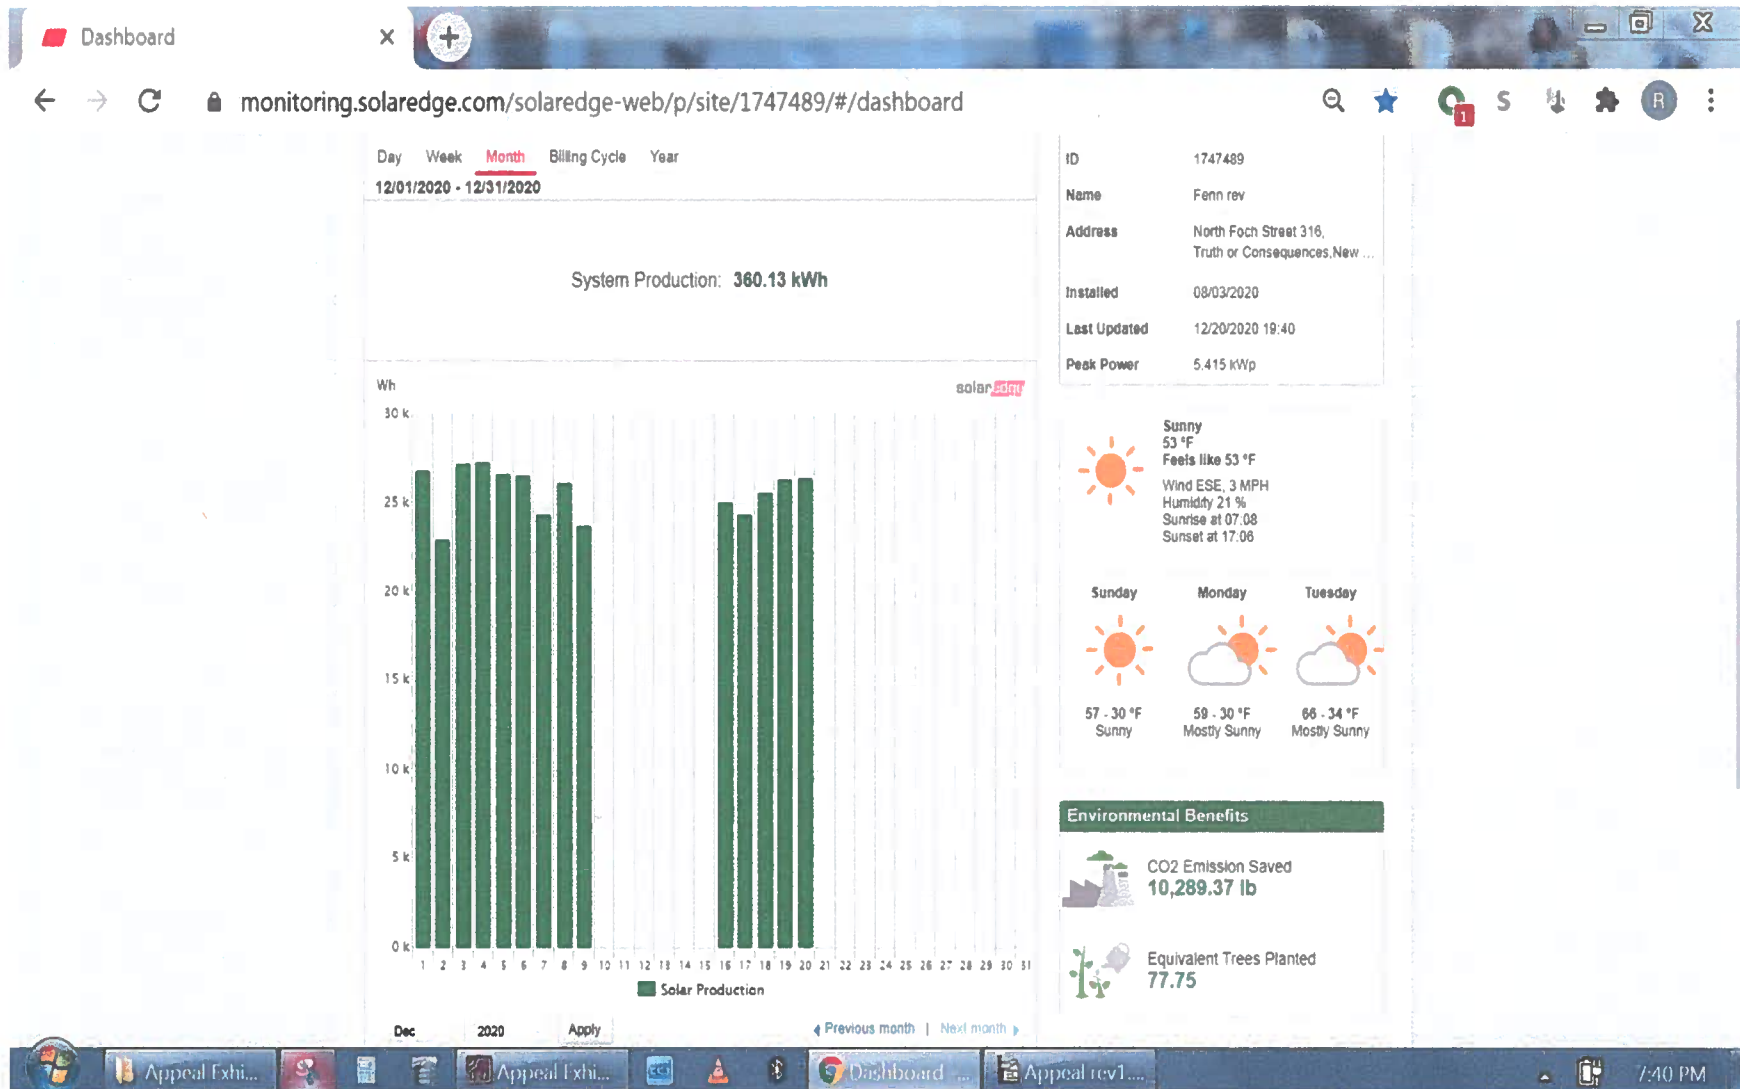 Dashboard
monitoring.solaredge.com/solaredge-web/p/site/1747489/#/dashboard
1
S
R
Day Week Month Billing Cycle Year
12/01/2020 - 12/31/2020
System Production: 360.13 kWh
ID 1747489
Name Fenn rev
Address North Foch Street 316,
Truth or Consequences,New ...
Installed 08/03/2020
Last Updated 12/20/2020 19:40
Peak Power 5.415 kWp
Wh
solaredge
30 k
25 k
20 k
15 k
10 k
5 k
0 k
1 2 3 4 5 6 7 8 9 10 11 12 13 14 15 16 17 18 19 20 21 22 23 24 25 26 27 28 29 30 31
Solar Production
Dec 2020 Apply
Previous month | Next month
Sunny
53 °F
Feels like 53 °F
Wind ESE, 3 MPH
Humidity 21 %
Sunrise at 07:08
Sunset at 17:06
Sunday Monday Tuesday
57 - 30 °F 59 - 30 °F 66 - 34 °F
Sunny Mostly Sunny Mostly Sunny
Environmental Benefits
CO2 Emission Saved
10,289.37 lb
Equivalent Trees Planted
77.75
Appeal Exhi... Appeal Exhi... Dashboard ... Appeal rev1.... 7:40 PM